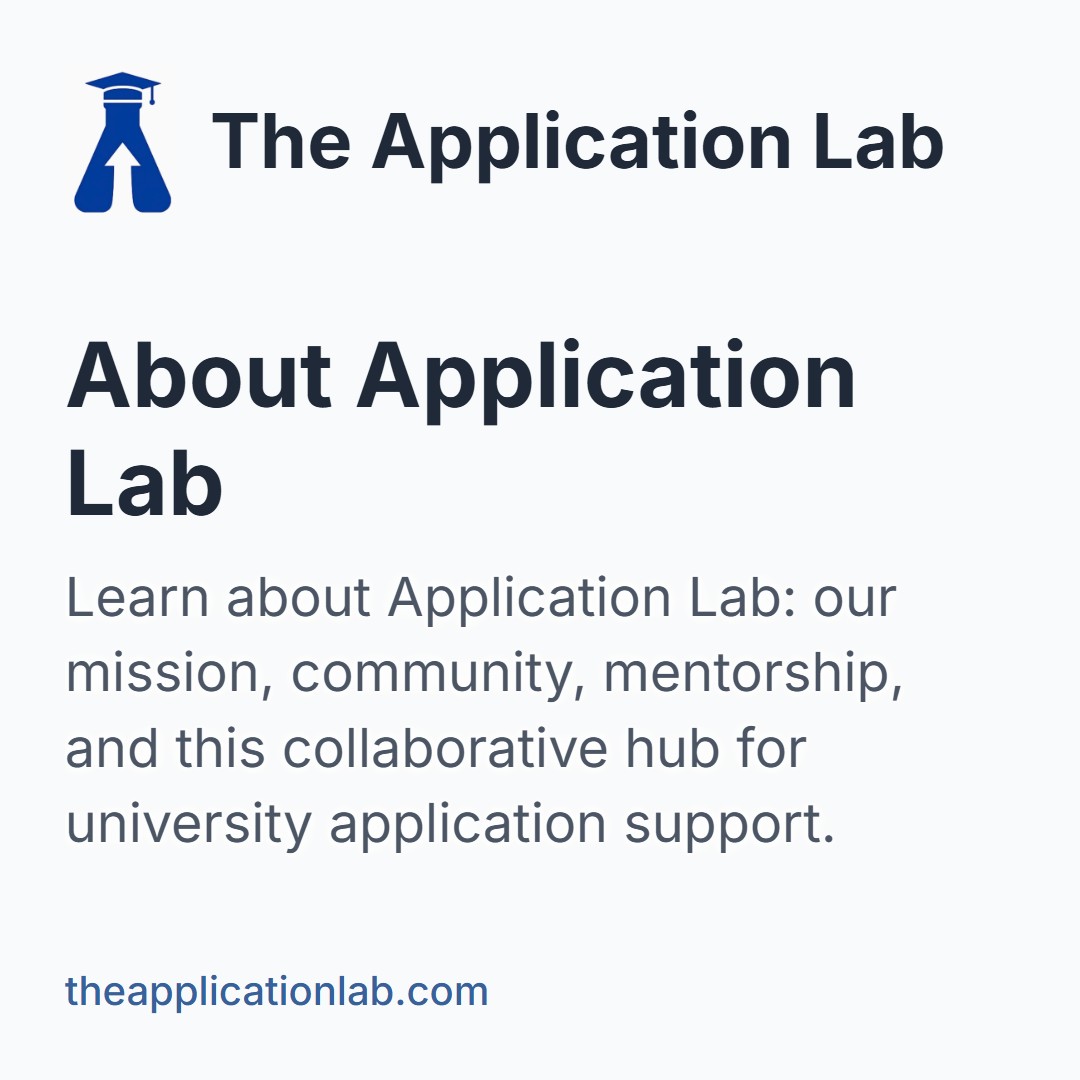 The Application Lab
About Application
Lab
Learn about Application Lab: our
mission, community, mentorship,
and this collaborative hub for
university application support.
theapplicationlab.com